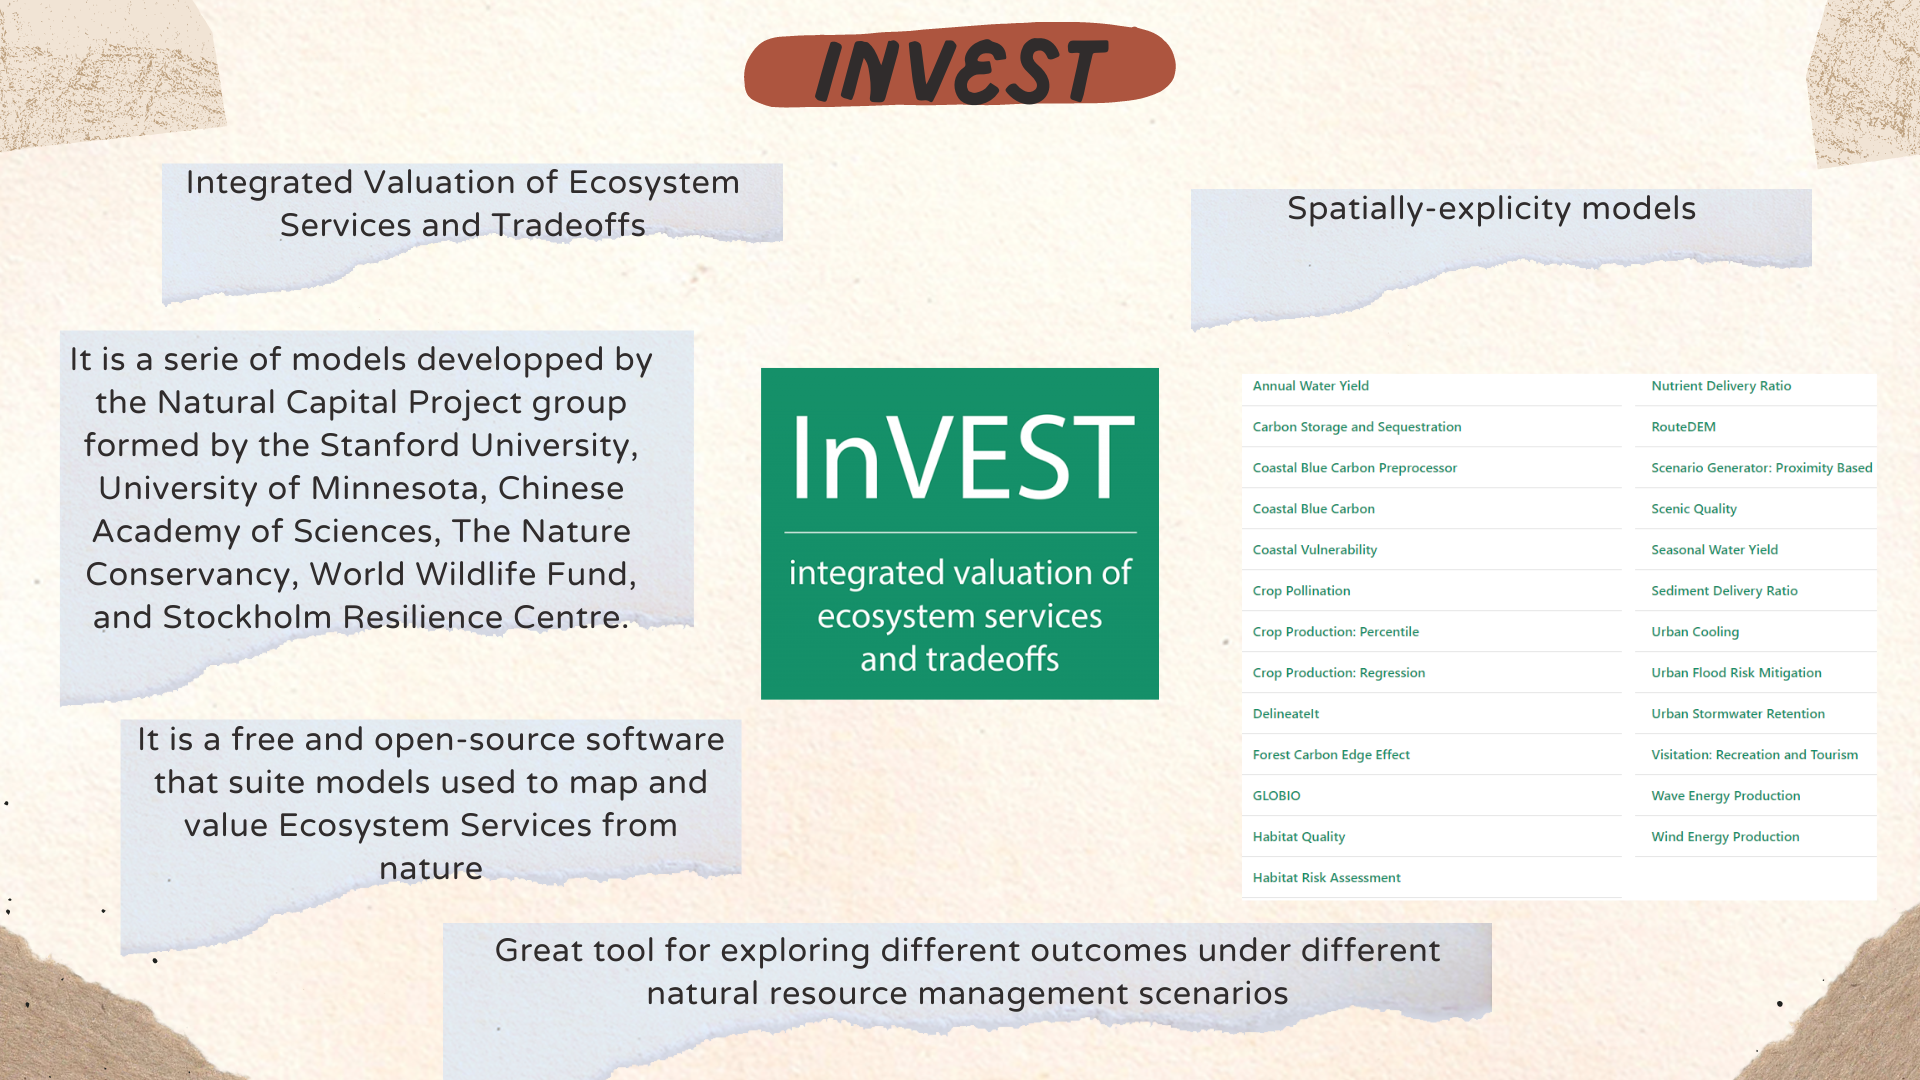 INVEST
Integrated Valuation of Ecosystem
Services and Tradeoffs
It is a serie of models developped by
the Natural Capital Project group
formed by the Stanford University,
University of Minnesota, Chinese
Academy of Sciences, The Nature
Conservancy, World Wildlife Fund,
and Stockholm Resilience Centre.
It is a free and open-source software
that suite models used to map and
value Ecosystem Services from
nature
InVEST
integrated valuation of
ecosystem services
and tradeoffs
Spatially-explicity models
Annual Water Yield
Carbon Storage and Sequestration
Coastal Blue Carbon Preprocessor
Coastal Blue Carbon
Coastal Vulnerability
Crop Pollination
Crop Production: Percentile
Crop Production: Regression
DelineateIt
Forest Carbon Edge Effect
GLOBIO
Habitat Quality
Habitat Risk Assessment
Nutrient Delivery Ratio
RouteDEM
Scenario Generator: Proximity Based
Scenic Quality
Seasonal Water Yield
Sediment Delivery Ratio
Urban Cooling
Urban Flood Risk Mitigation
Urban Stormwater Retention
Visitation: Recreation and Tourism
Wave Energy Production
Wind Energy Production
Great tool for exploring different outcomes under different
natural resource management scenarios